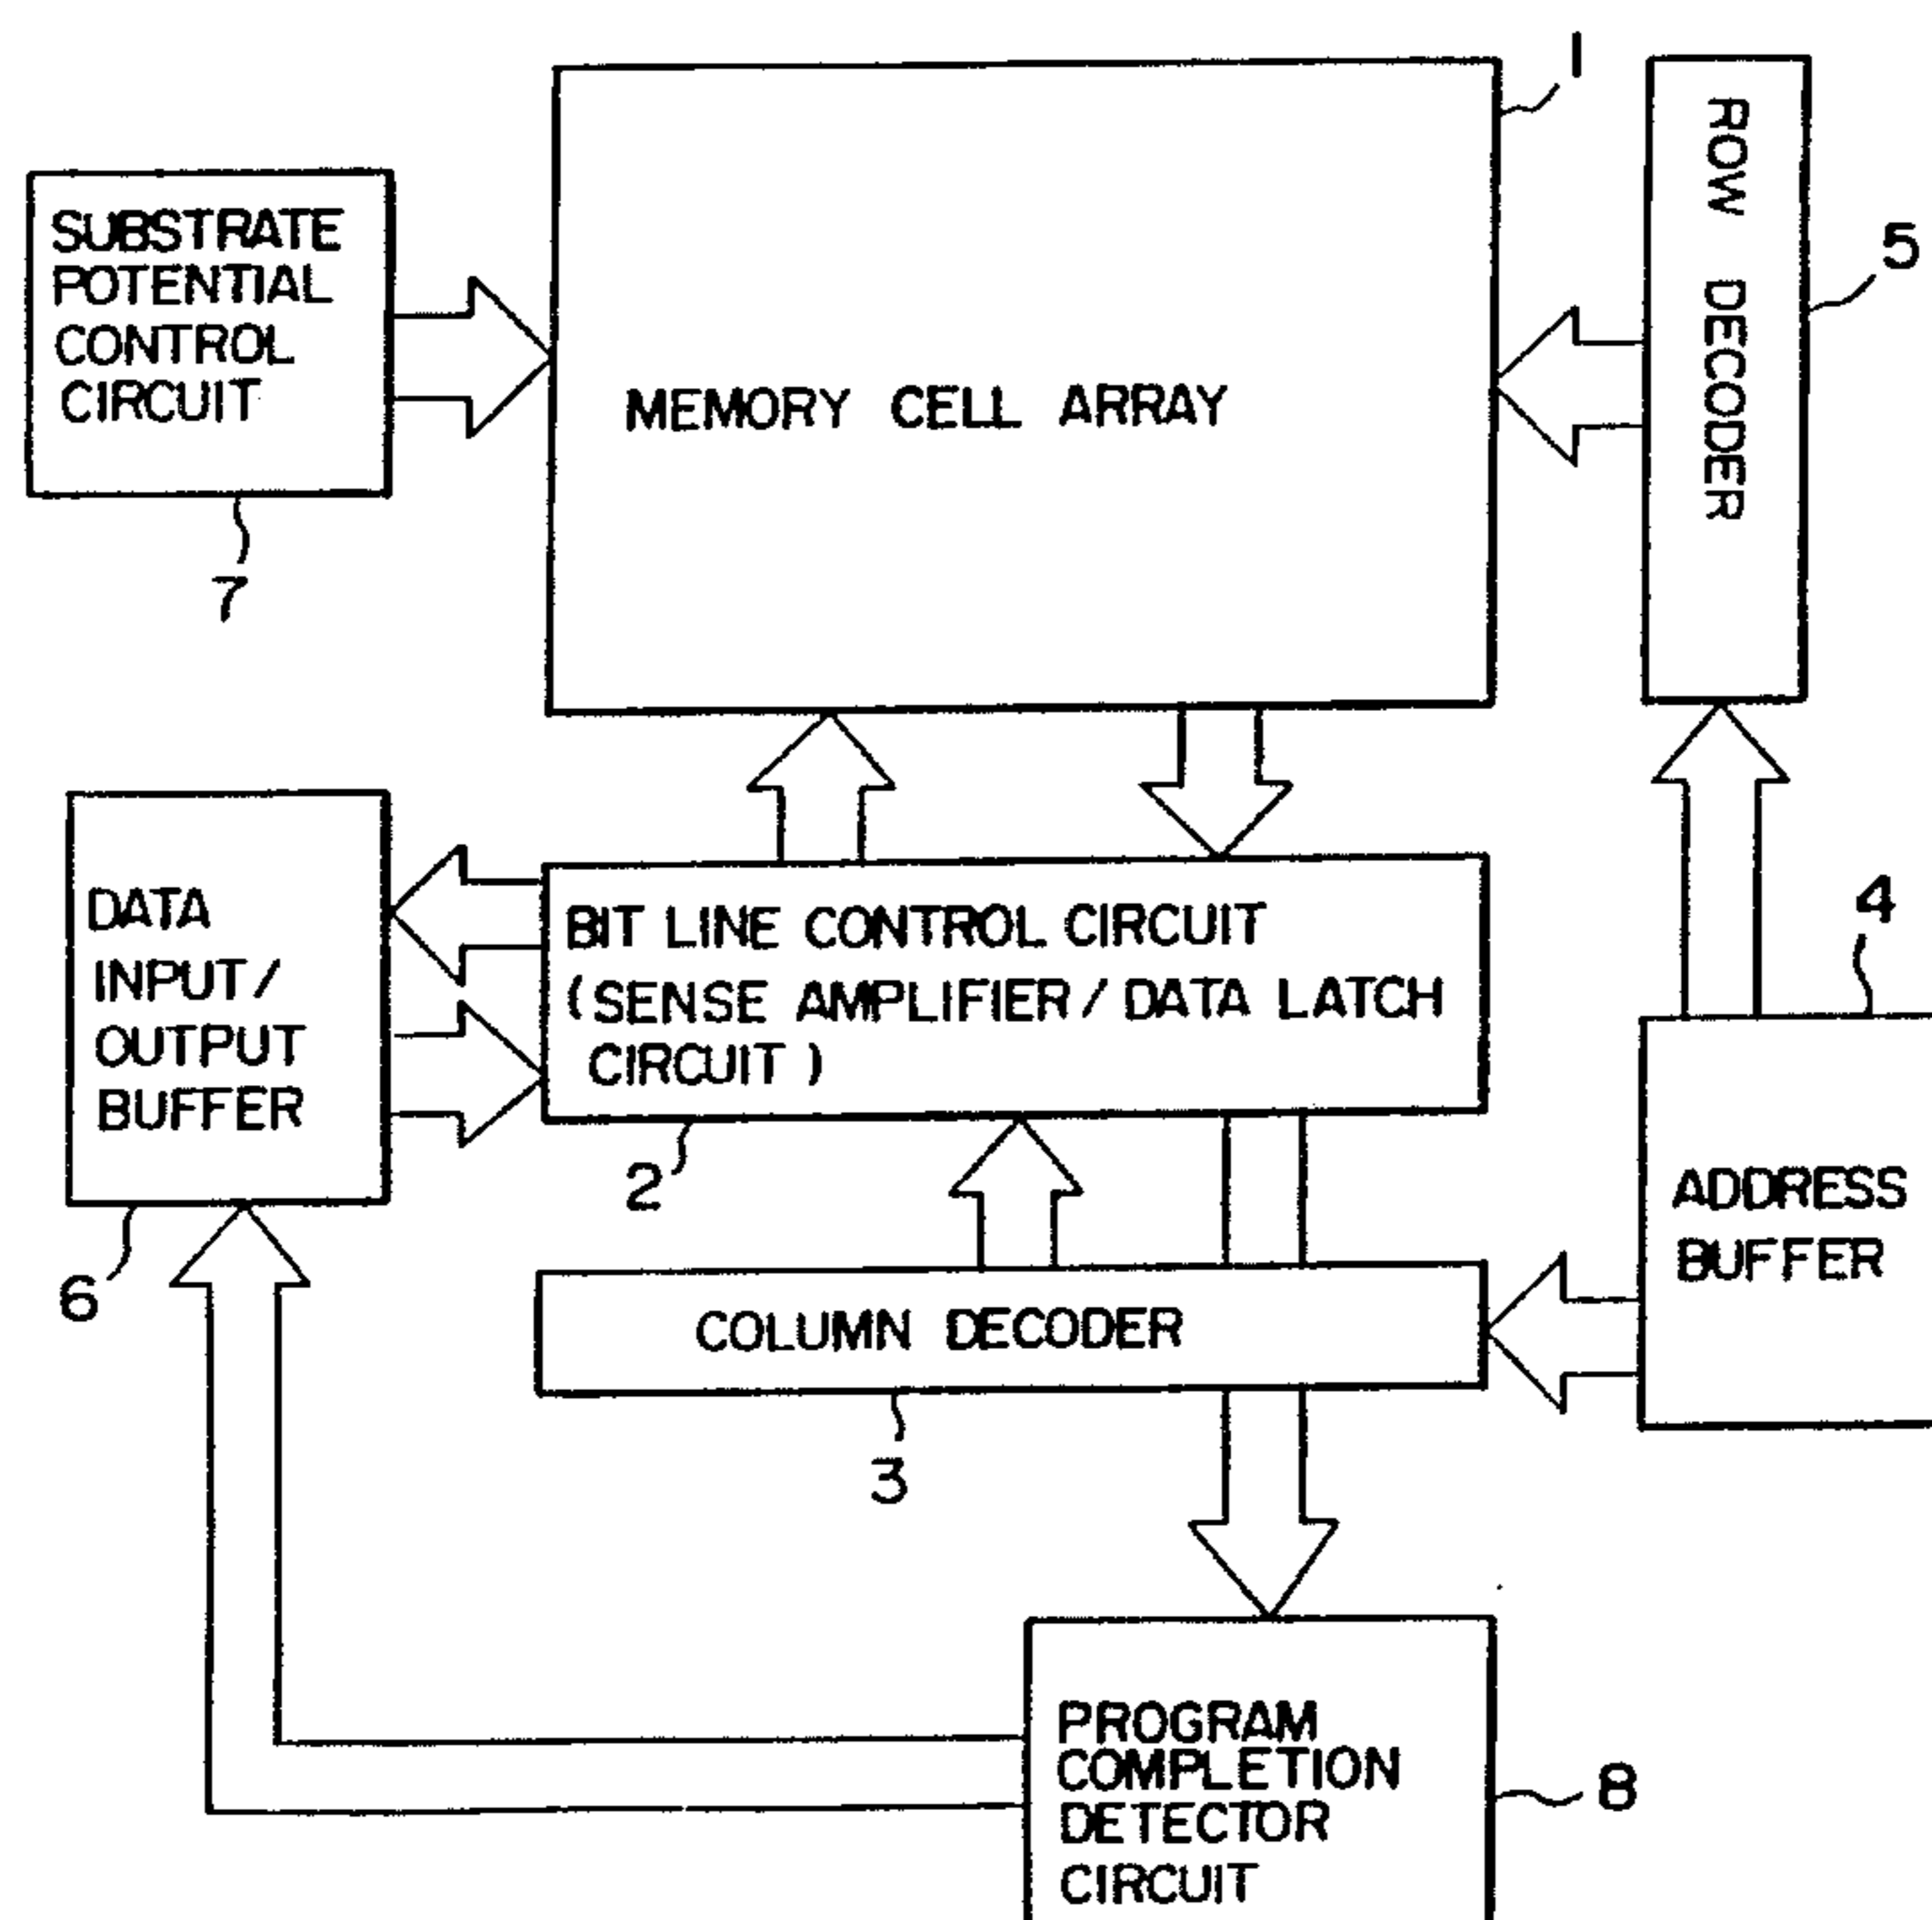 1
ROW DECODER
5
SUBSTRATE
POTENTIAL
CONTROL
CIRCUIT
7
MEMORY CELL ARRAY
DATA
INPUT/
OUTPUT
BUFFER
6
BIT LINE CONTROL CIRCUIT
(SENSE AMPLIFIER/DATA LATCH
CIRCUIT)
2
4
ADDRESS
BUFFER
COLUMN DECODER
3
PROGRAM
COMPLETION
DETECTOR
CIRCUIT
8